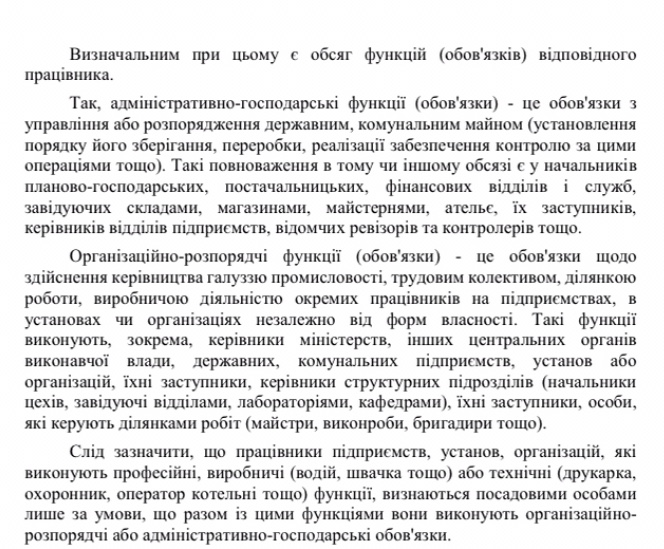 Визначальним при цьому є обсяг функцій (обов'язків) відповідного
працівника.
Так, адміністративно-господарські функції (обов'язки) - це обов'язки з
управління або розпорядження державним, комунальним майном (установлення
порядку його зберігання, переробки, реалізації забезпечення контролю за цими
операціями тощо). Такі повноваження в тому чи іншому обсязі є у начальників
планово-господарських, постачальницьких, фінансових відділів і служб,
завідуючих складами, магазинами, майстернями, ательє, їх заступників,
керівників відділів підприємств, відомчих ревізорів та контролерів тощо.
Організаційно-розпорядчі функції (обов'язки) - це обов'язки щодо
здійснення керівництва галуззю промисловості, трудовим колективом, ділянкою
роботи, виробничою діяльністю окремих працівників на підприємствах, в
установах чи організаціях незалежно від форм власності. Такі функції
виконують, зокрема, керівники міністерств, інших центральних органів
виконавчої влади, державних, комунальних підприємств, установ або
організацій, їхні заступники, керівники структурних підрозділів (начальники
цехів, завідуючі відділами, лабораторіями, кафедрами), їхні заступники, особи,
які керують ділянками робіт (майстри, виконроби, бригадири тощо).
Слід зазначити, що працівники підприємств, установ, організацій, які
виконують професійні, виробничі (водій, швачка тощо) або технічні (друкарка,
охоронник, оператор котельні тощо) функції, визнаються посадовими особами
лише за умови, що разом із цими функціями вони виконують організаційно-
розпорядчі або адміністративно-господарські обов'язки.